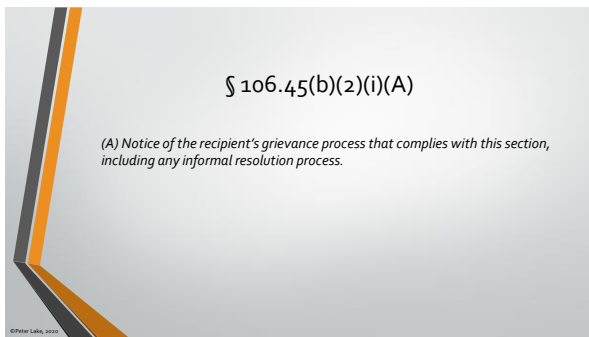 § 106.45(b)(2)(i)(A)
(A) Notice of the recipient’s grievance process that complies with this section,
including any informal resolution process.
©Peter Lake, 2020